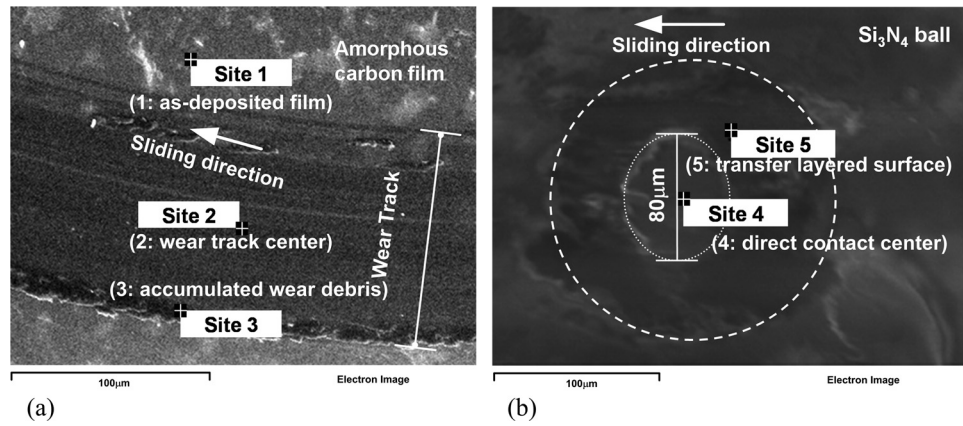 Amorphous
carbon film
Site 1
(1: as-deposited film)
Sliding direction
Wear Track
Site 2
(2: wear track center)
(3: accumulated wear debris)
Site 3
100μm
Electron Image
(a)
Sliding direction
Si₃N₄ ball
Site 5
(5: transfer layered surface)
80μm
Site 4
(4: direct contact center)
100μm
Electron Image
(b)